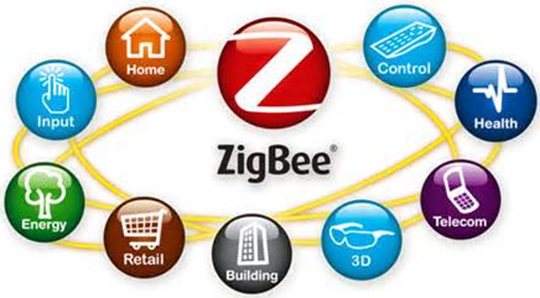 Home
Z
Control
Input
Health
ZigBee®
Energy
Telecom
Retail
Building
3D